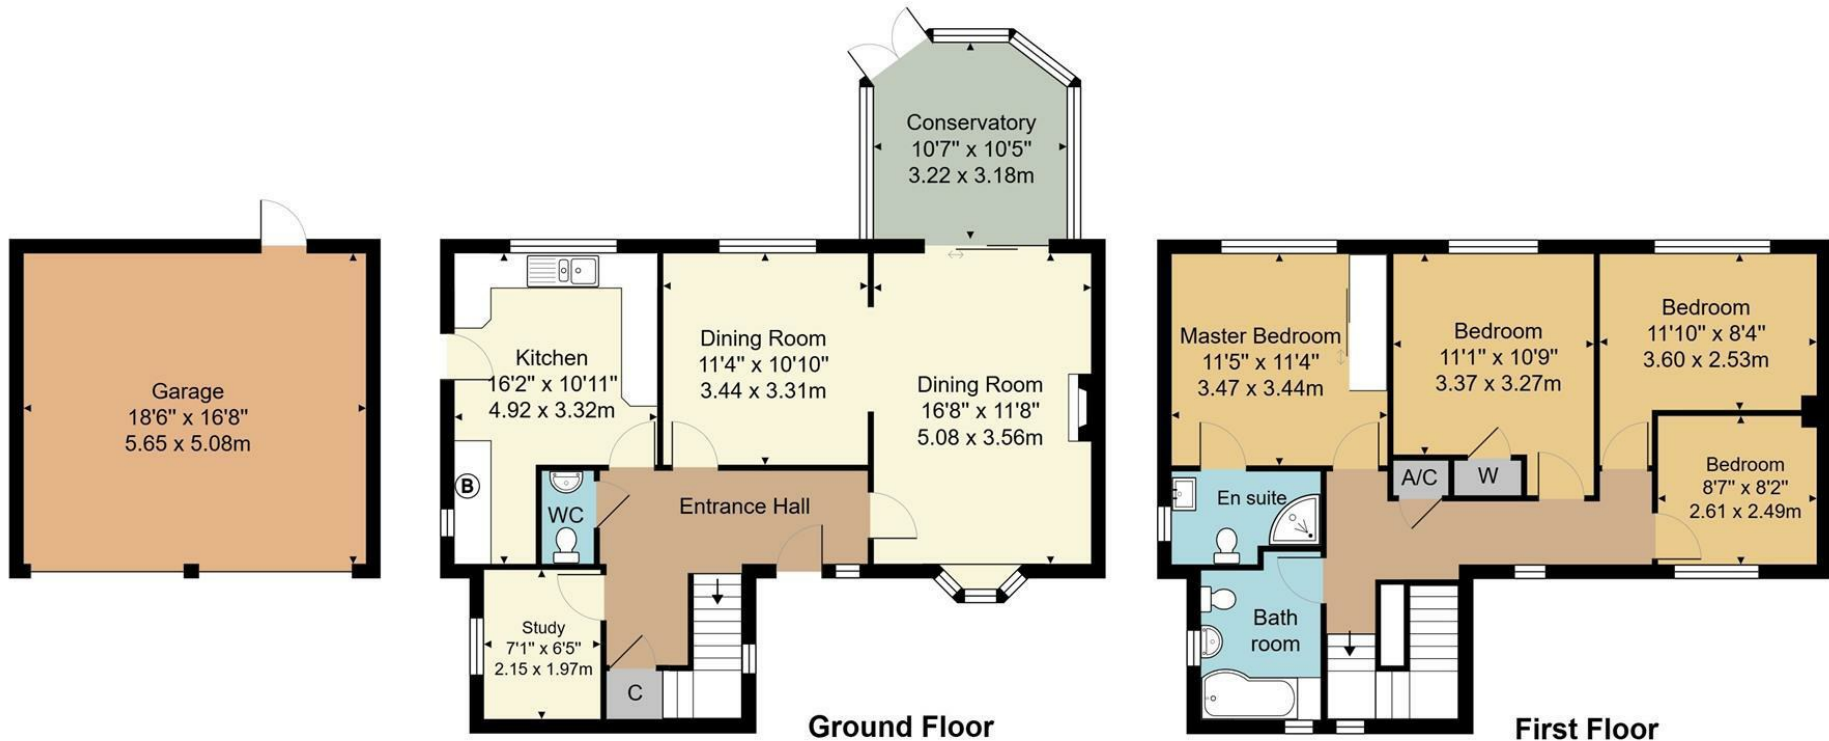 Garage
18'6" x 16'8"
5.65 x 5.08m
Conservatory
10'7" x 10'5"
3.22 x 3.18m
Kitchen
16'2" x 10'11"
4.92 x 3.32m
B
Dining Room
11'4" x 10'10"
3.44 x 3.31m
Dining Room
16'8" x 11'8"
5.08 x 3.56m
WC
Entrance Hall
Study
7'1" x 6'5"
2.15 x 1.97m
C
Ground Floor
Master Bedroom
11'5" x 11'4"
3.47 x 3.44m
Bedroom
11'1" x 10'9"
3.37 x 3.27m
Bedroom
11'10" x 8'4"
3.60 x 2.53m
Bedroom
8'7" x 8'2"
2.61 x 2.49m
A/C
W
En suite
Bath
room
First Floor